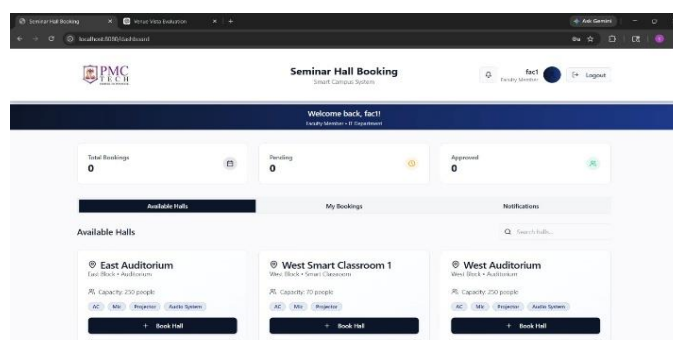 Seminar Hall Booking
Venue Vista Evaluation
Ask Gemini
localhost:8080/dashboard
PMC
TECH
Seminar Hall Booking
Smart Campus System
fac1
Faculty Member
Logout
Welcome back, fac1!
Faculty Member • IT Department
Total Bookings
0
Pending
0
Approved
0
Available Halls
My Bookings
Notifications
Available Halls
Search halls...
East Auditorium
East Block • Auditorium
Capacity: 250 people
AC Mic Projector Audio System
+ Book Hall
West Smart Classroom 1
West Block • Smart Classroom
Capacity: 70 people
AC Mic Projector
+ Book Hall
West Auditorium
West Block • Auditorium
Capacity: 250 people
AC Mic Projector Audio System
+ Book Hall